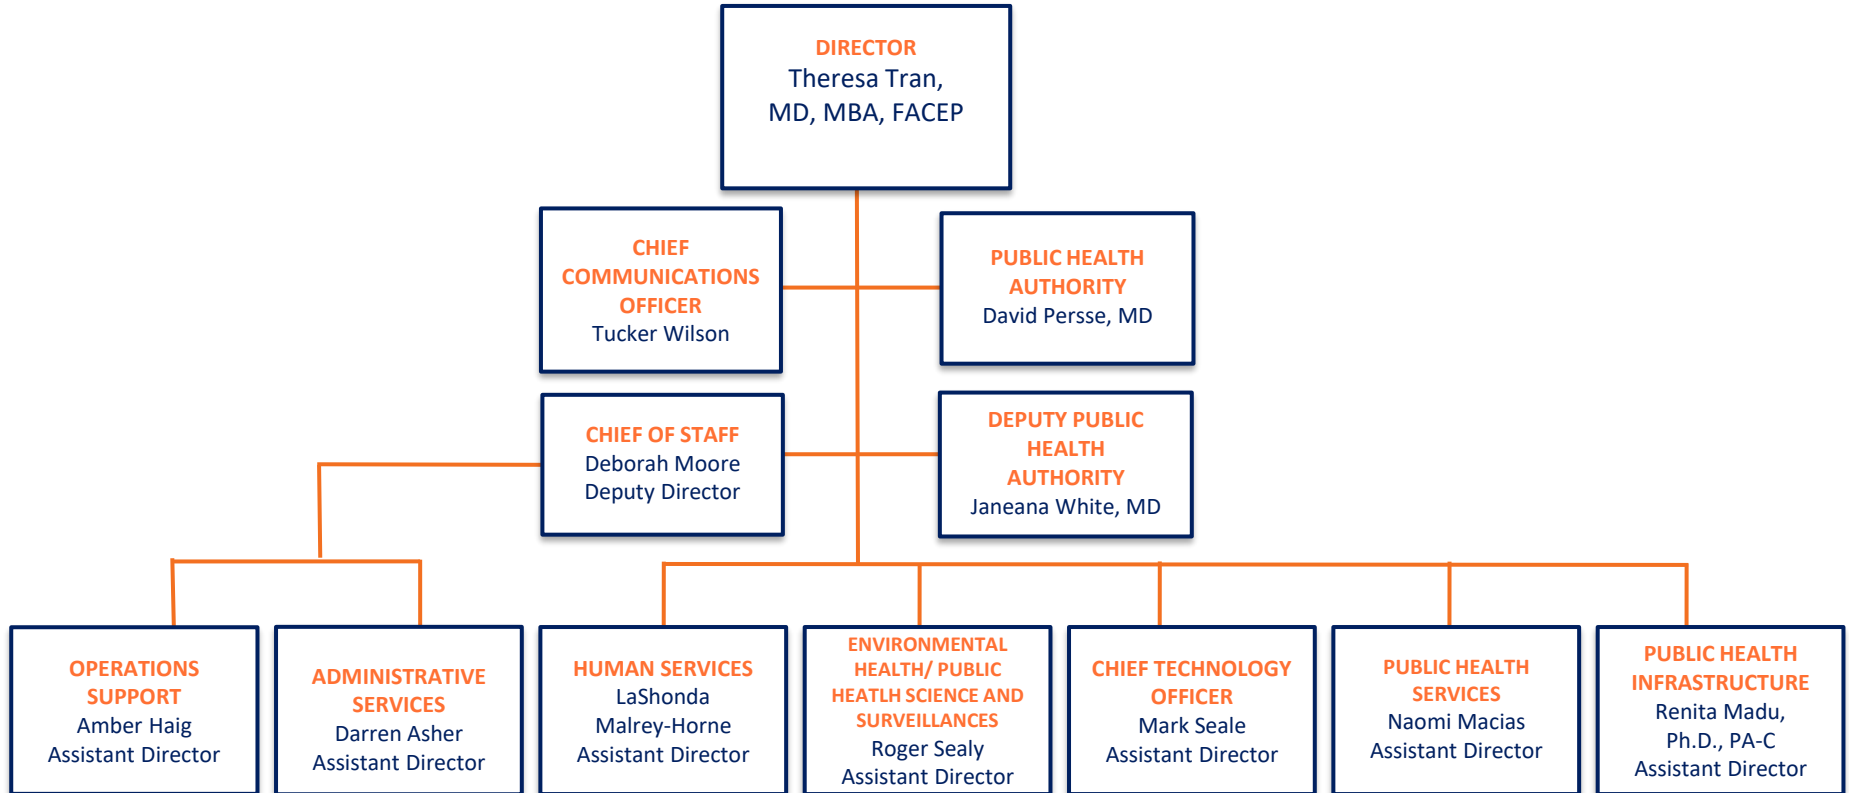 DIRECTOR
Theresa Tran,
MD, MBA, FACEP
CHIEF
COMMUNICATIONS
OFFICER
Tucker Wilson
PUBLIC HEALTH
AUTHORITY
David Persse, MD
CHIEF OF STAFF
Deborah Moore
Deputy Director
DEPUTY PUBLIC
HEALTH
AUTHORITY
Janeana White, MD
OPERATIONS
SUPPORT
Amber Haig
Assistant Director
ADMINISTRATIVE
SERVICES
Darren Asher
Assistant Director
HUMAN SERVICES
LaShonda
Malrey-Horne
Assistant Director
ENVIRONMENTAL
HEALTH/ PUBLIC
HEATLH SCIENCE AND
SURVEILLANCES
Roger Sealy
Assistant Director
CHIEF TECHNOLOGY
OFFICER
Mark Seale
Assistant Director
PUBLIC HEALTH
SERVICES
Naomi Macias
Assistant Director
PUBLIC HEALTH
INFRASTRUCTURE
Renita Madu,
Ph.D., PA-C
Assistant Director